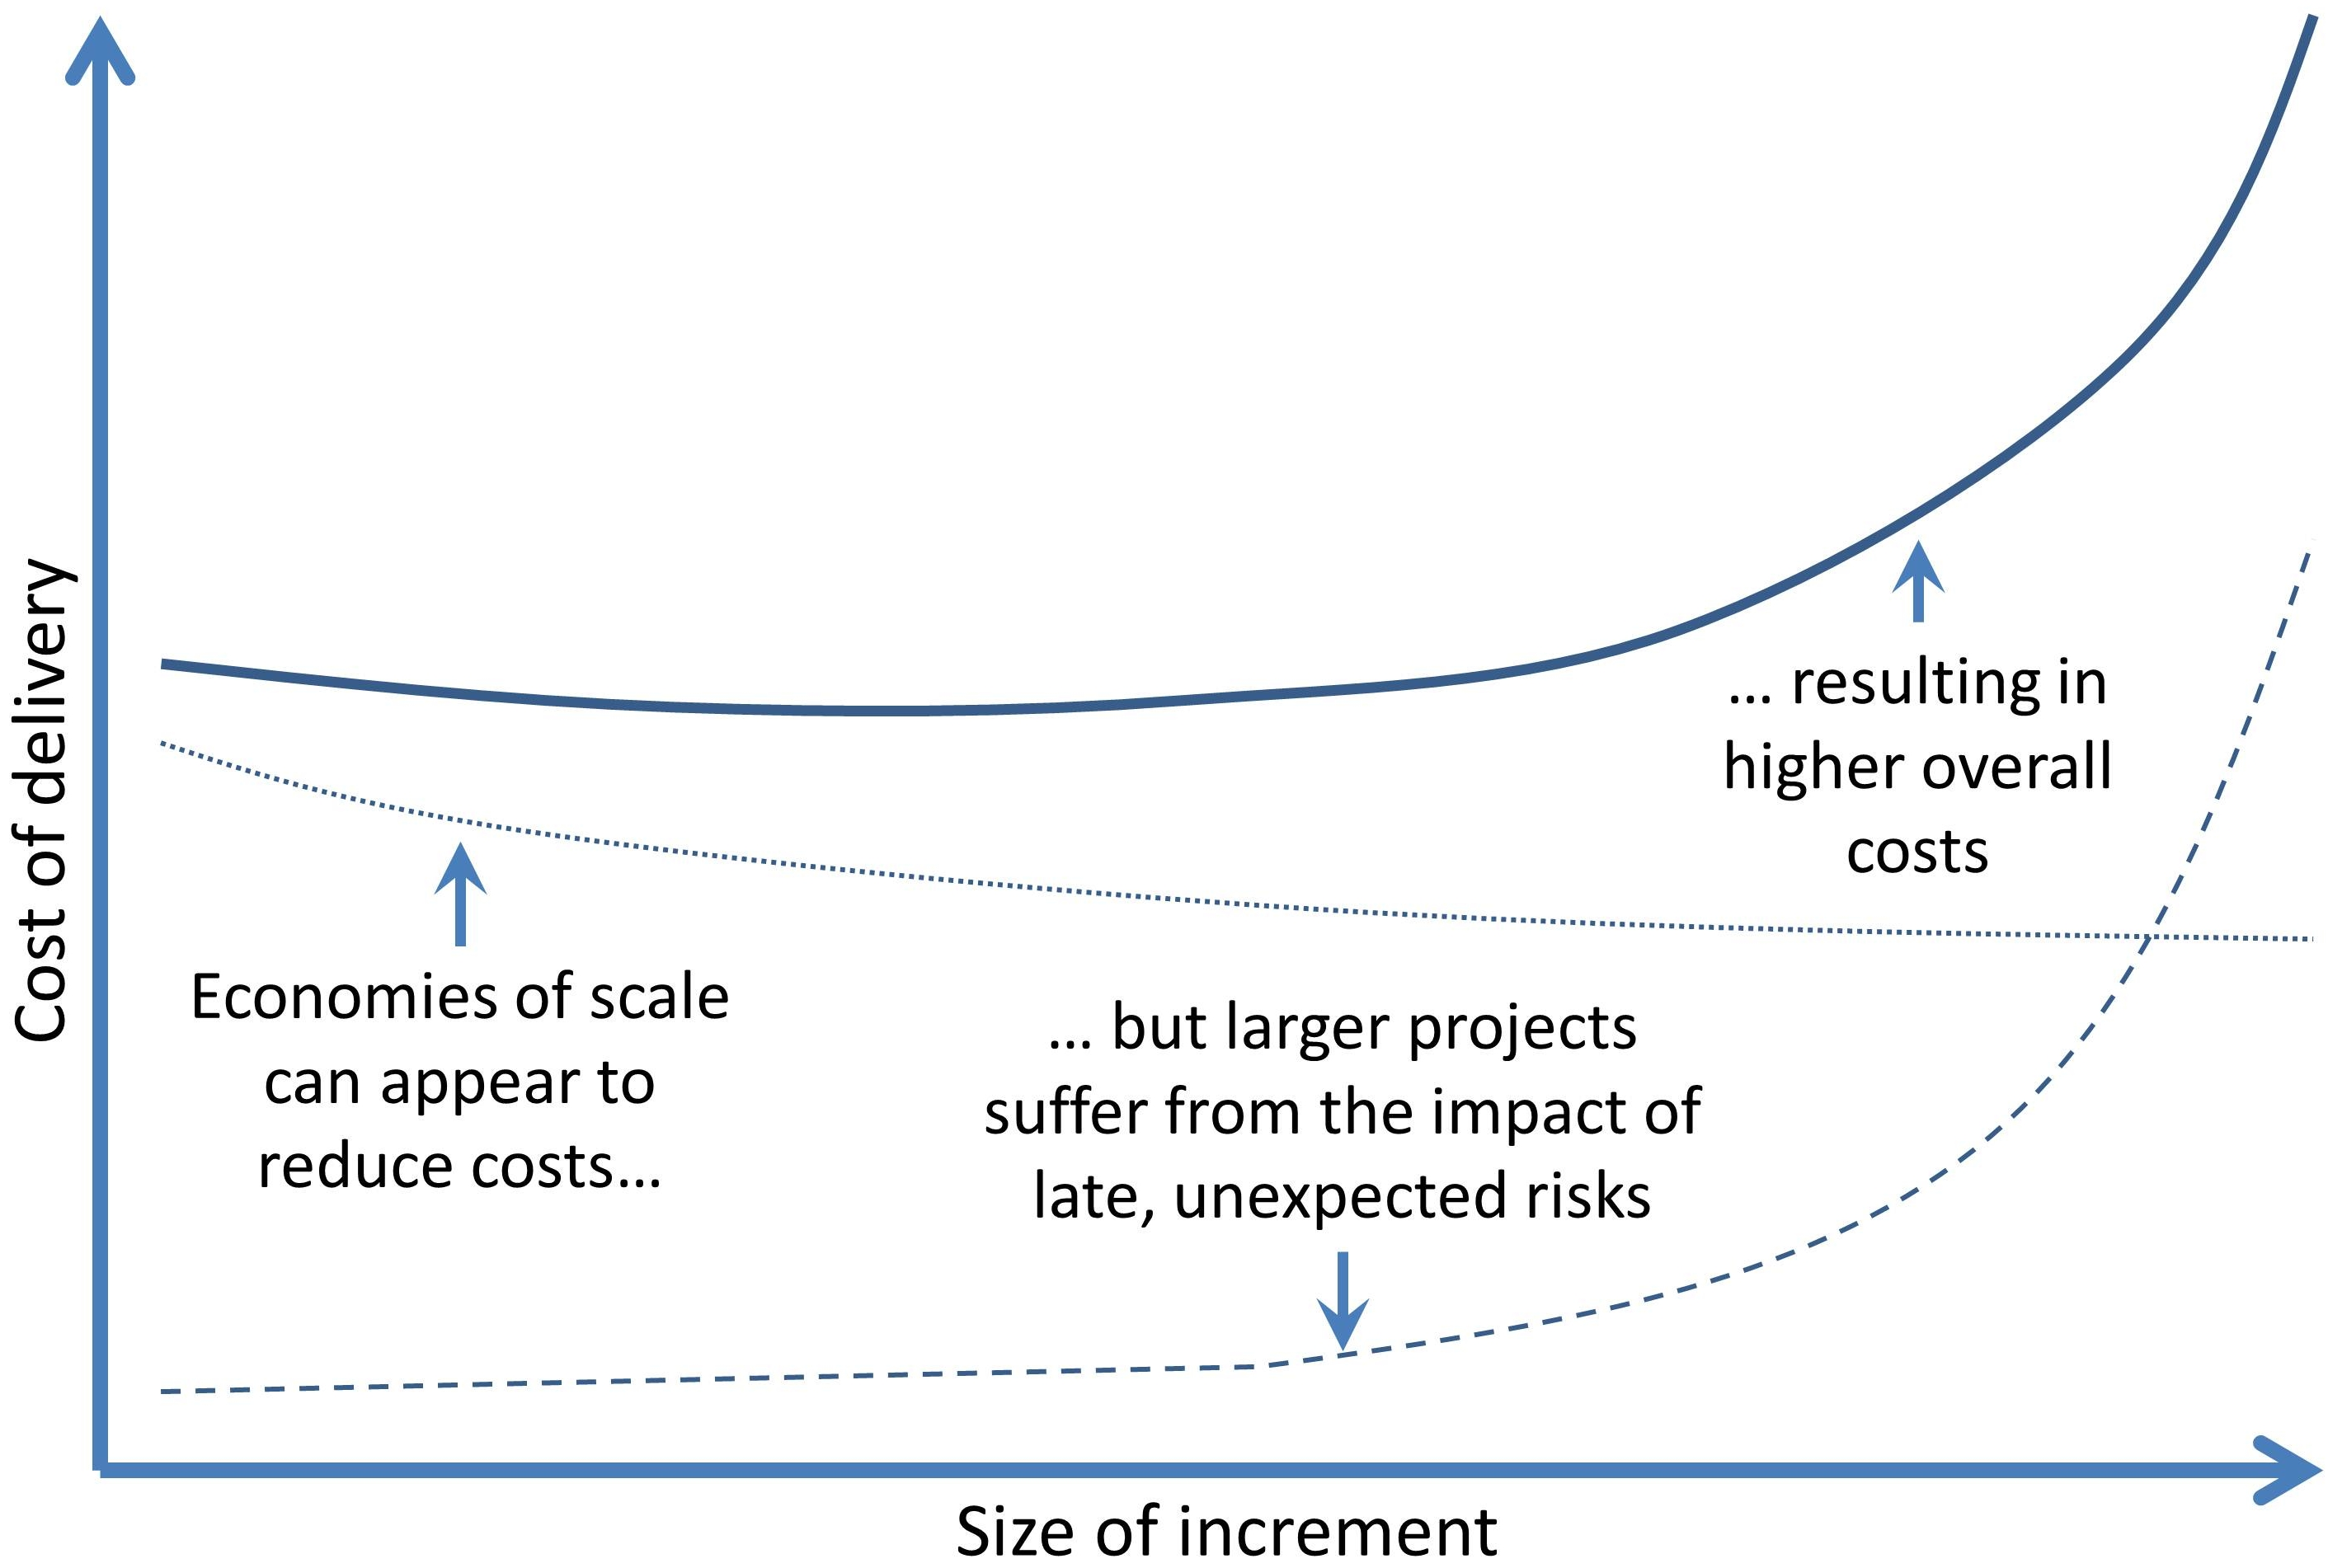 Cost of delivery
Economies of scale
can appear to
reduce costs...
... but larger projects
suffer from the impact of
late, unexpected risks
... resulting in
higher overall
costs
Size of increment